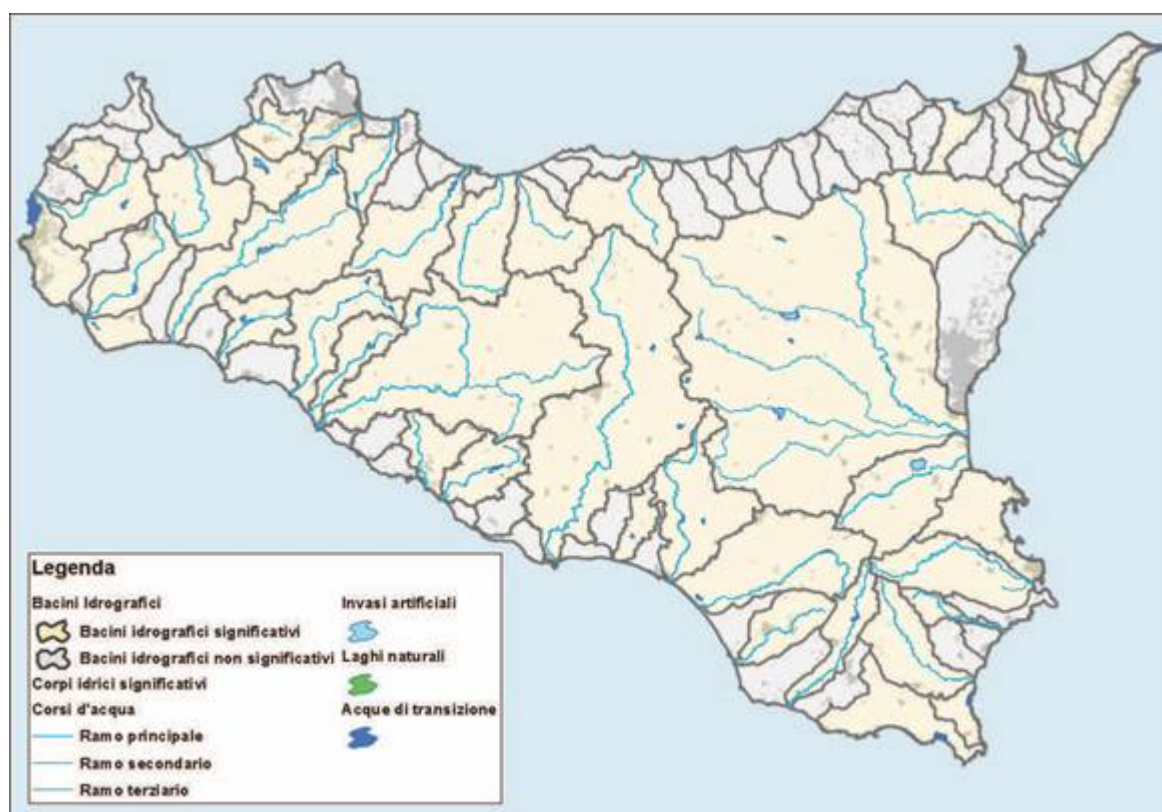 Legenda
Bacini Idrografici
Bacini idrografici significativi
Bacini idrografici non significativi
Corpi idrici significativi
Corsi d'acqua
Ramo principale
Ramo secondario
Ramo terziario
Invasi artificiali
Laghi naturali
Acque di transizione